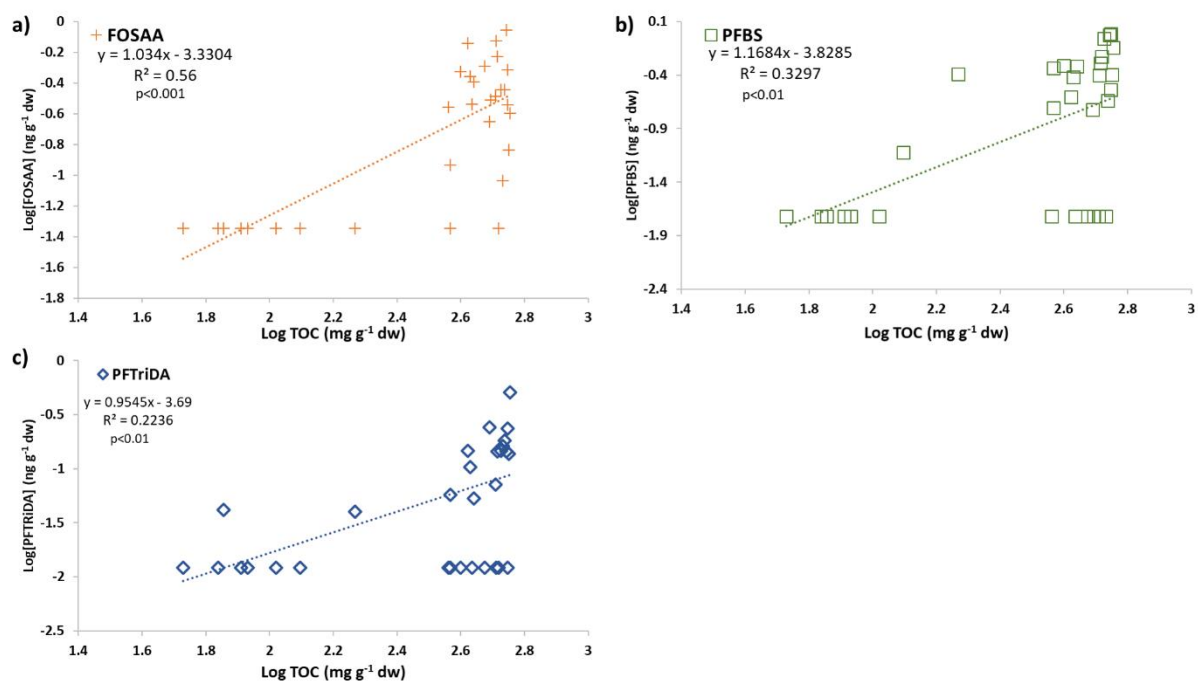 a)
FOSAA
y = 1.034x - 3.3304
R² = 0.56
p<0.001
Log[FOSAA] (ng g⁻¹ dw)
0
-0.2
-0.4
-0.6
-0.8
-1
-1.2
-1.4
-1.6
-1.8
1.4 1.6 1.8 2 2.2 2.4 2.6 2.8 3
Log TOC (mg g⁻¹ dw)
b)
PFBS
y = 1.1684x - 3.8285
R² = 0.3297
p<0.01
Log[PFBS] (ng g⁻¹ dw)
0.1
-0.4
-0.9
-1.4
-1.9
-2.4
1.4 1.6 1.8 2 2.2 2.4 2.6 2.8 3
Log TOC (mg g⁻¹ dw)
c)
PFTriDA
y = 0.9545x - 3.69
R² = 0.2236
p<0.01
Log[PFTRiDA] (ng g⁻¹ dw)
0
-0.5
-1
-1.5
-2
-2.5
1.4 1.6 1.8 2 2.2 2.4 2.6 2.8 3
Log TOC (mg g⁻¹ dw)